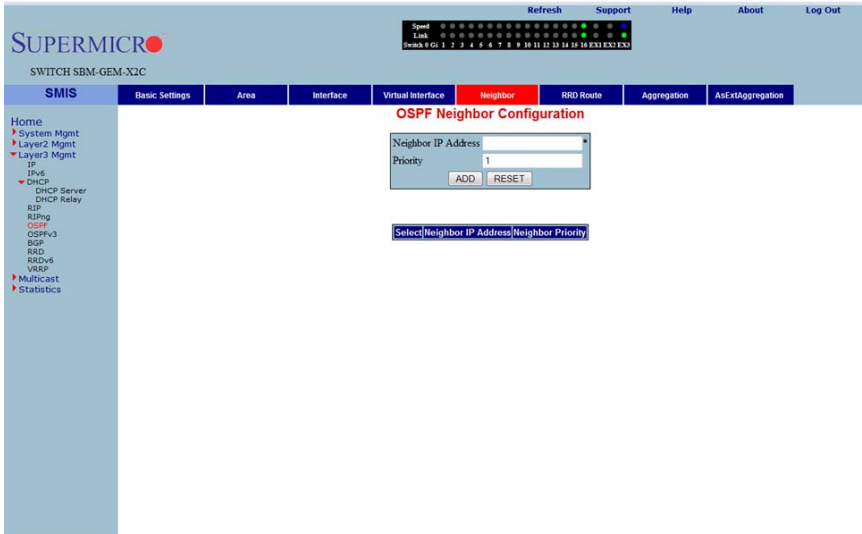 Refresh Support Help About Log Out
SUPERMICRO
SWITCH SBM-GEM-X2C
Speed
Link
Switch 0 Gi 1 2 3 4 5 6 7 8 9 10 11 12 13 14 15 16 EX1 EX2 EX3
SMIS
Basic Settings Area Interface Virtual Interface Neighbor RRD Route Aggregation AsExtAggregation
Home
System Mgmt
Layer2 Mgmt
Layer3 Mgmt
IP
IPv6
DHCP
DHCP Server
DHCP Relay
RIP
RIPng
OSPF
OSPFv3
BGP
RRD
RRDv6
VRRP
Multicast
Statistics
OSPF Neighbor Configuration
Neighbor IP Address *
Priority 1
ADD RESET
Select Neighbor IP Address Neighbor Priority